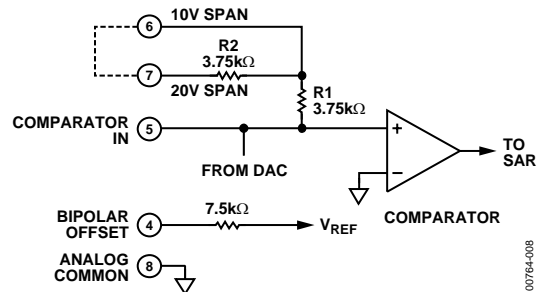 6
10V SPAN
R2
3.75kΩ
7
20V SPAN
R1
3.75kΩ
COMPARATOR
IN
5
+
–
TO
SAR
FROM DAC
COMPARATOR
BIPOLAR
OFFSET
4
7.5kΩ
VREF
ANALOG
COMMON
8
00764-008